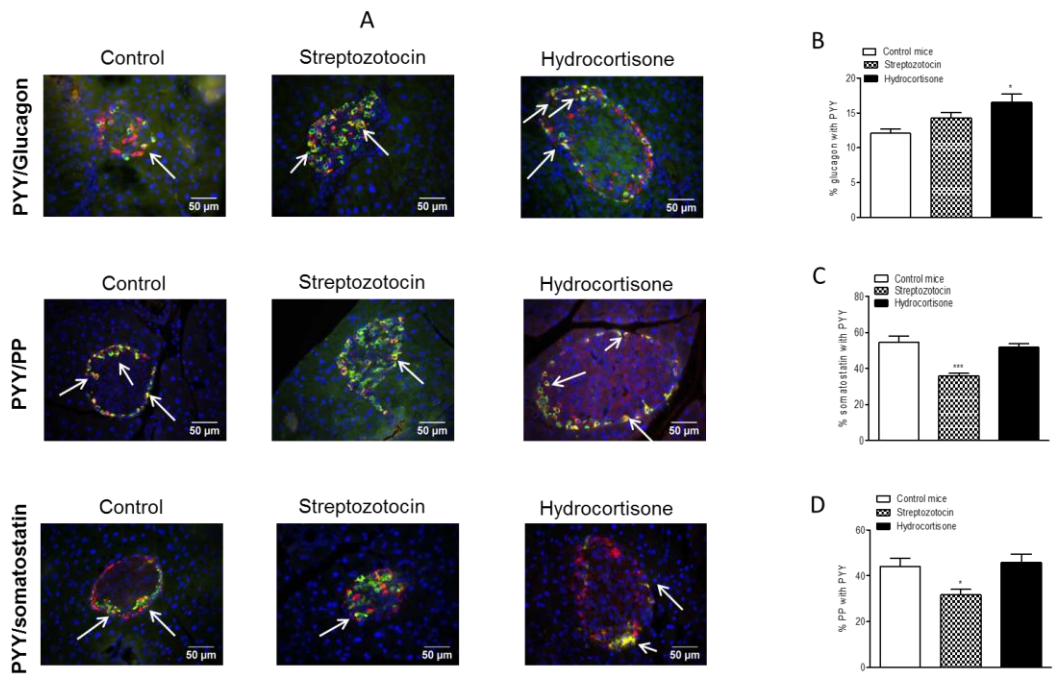 A
Control
Streptozotocin
Hydrocortisone
PYY/Glucagon
50 µm
50 µm
50 µm
Control
Streptozotocin
Hydrocortisone
PYY/PP
50 µm
50 µm
50 µm
Control
Streptozotocin
Hydrocortisone
PYY/somatostatin
50 µm
50 µm
50 µm
B
Control mice
Streptozotocin
Hydrocortisone
% glucagon with PYY
20
15
10
5
0
*
C
Control mice
Streptozotocin
Hydrocortisone
% somatostatin with PYY
80
60
40
20
0
***
D
Control mice
Streptozotocin
Hydrocortisone
% PP with PYY
60
40
20
0
*